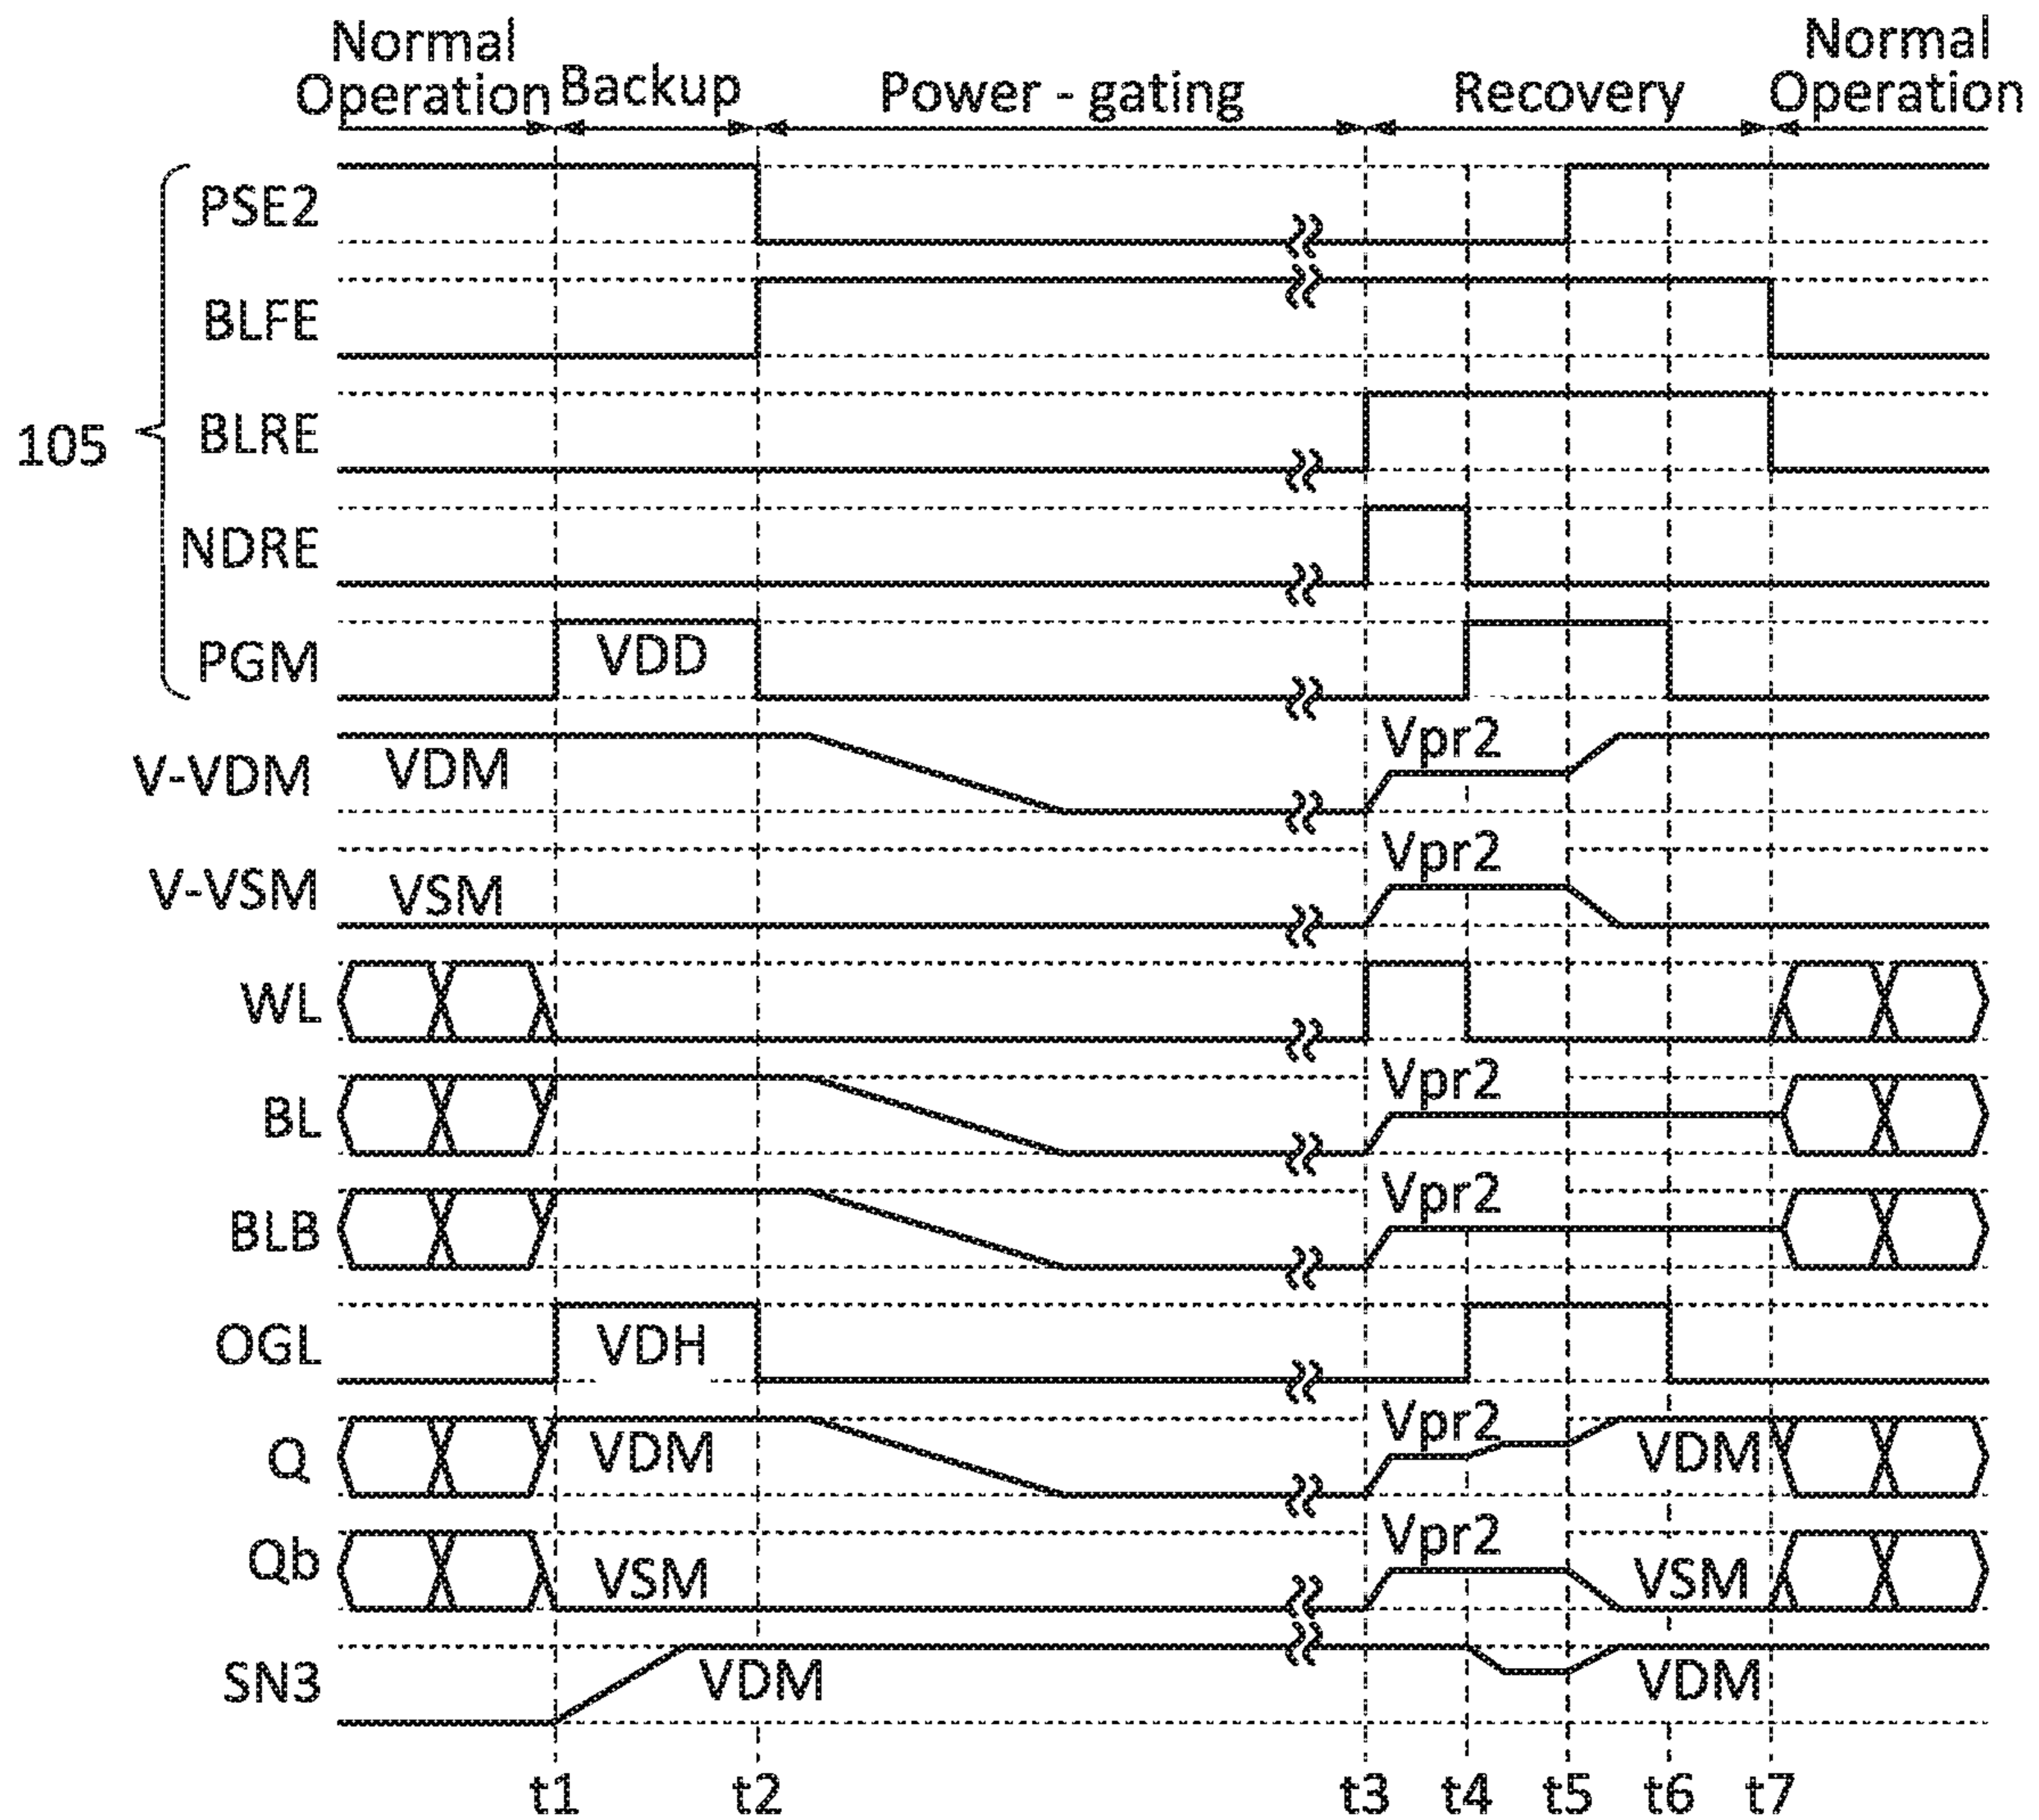 Normal Operation
Backup
Power - gating
Recovery
Normal Operation
105
PSE2
BLFE
BLRE
NDRE
PGM
VDD
V-VDM
VDM
Vpr2
V-VSM
VSM
Vpr2
WL
BL
Vpr2
BLB
Vpr2
OGL
VDH
Q
VDM
Vpr2
VDM
Qb
VSM
Vpr2
VSM
SN3
VDM
VDM
t1
t2
t3
t4
t5
t6
t7